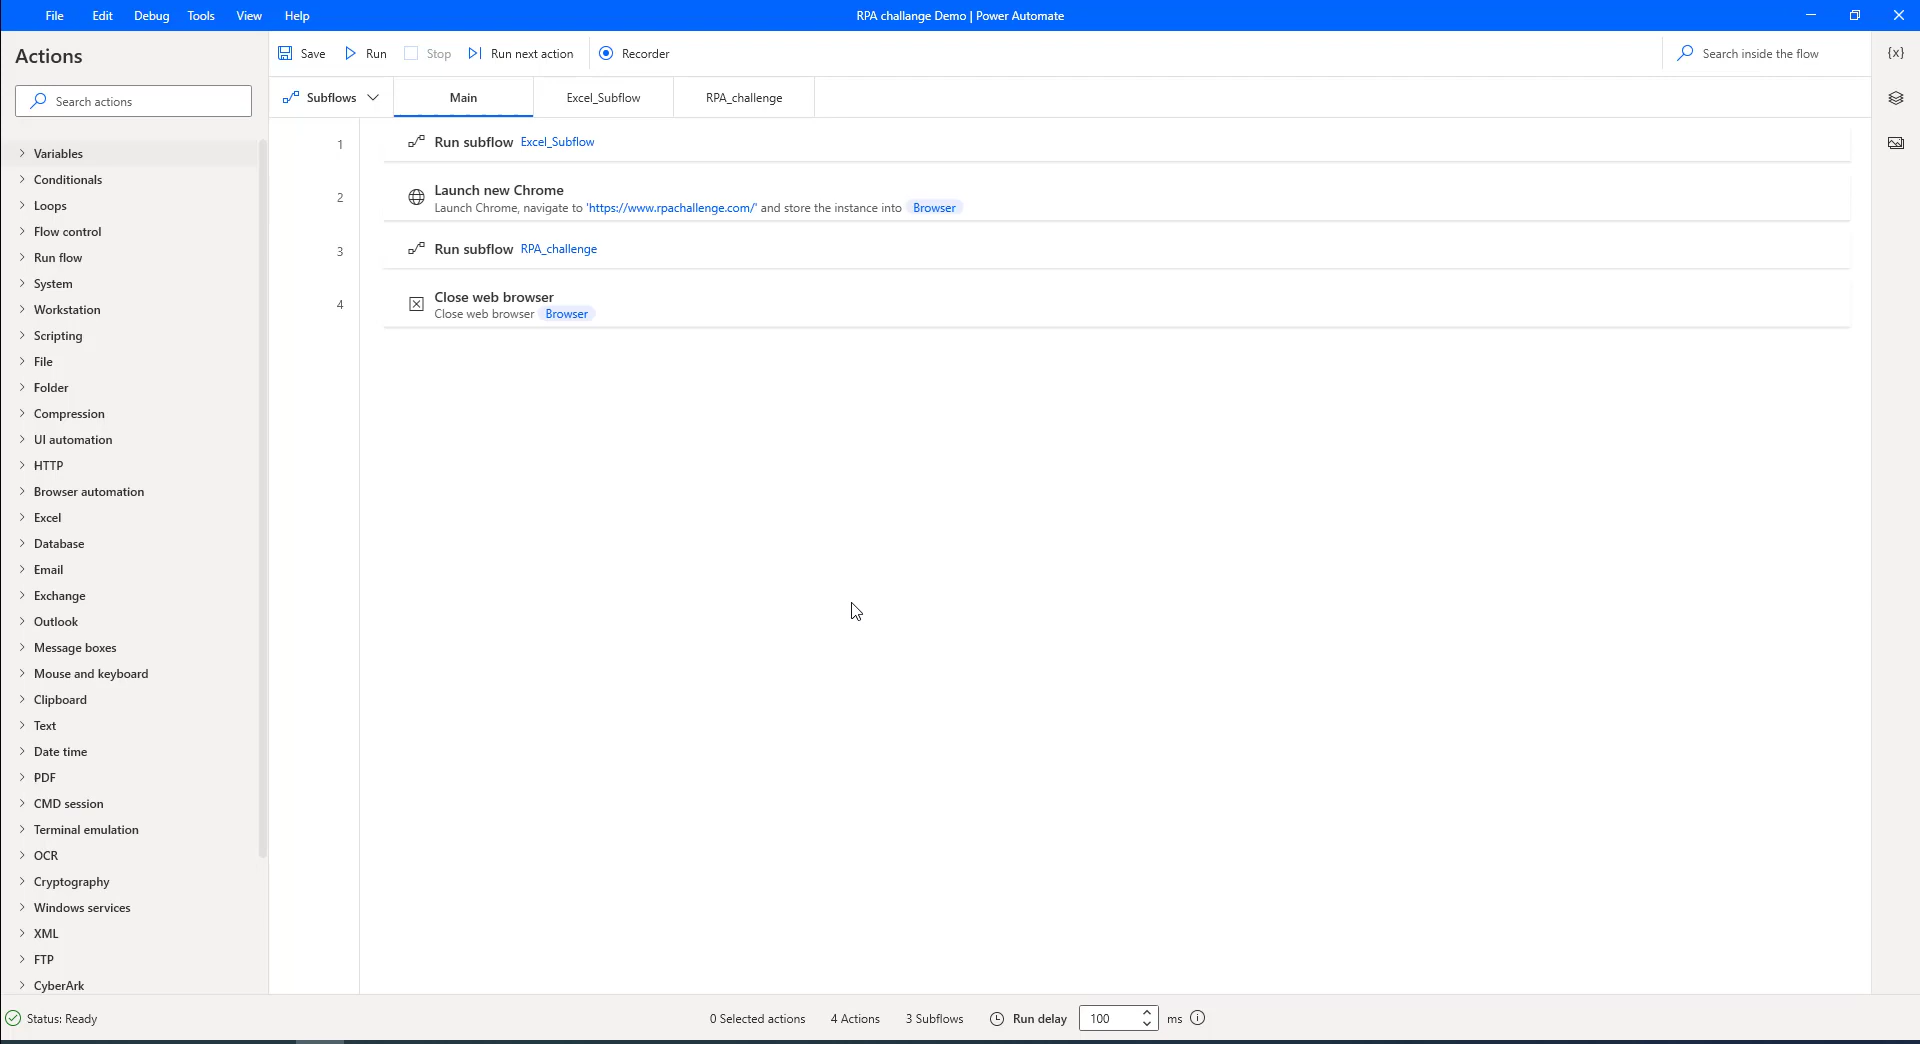 File Edit Debug Tools View Help RPA challange Demo | Power Automate
Actions
Save Run Stop Run next action Recorder Search inside the flow {x}
Search actions
Subflows Main Excel_Subflow RPA_challenge
Variables
Conditionals
Loops
Flow control
Run flow
System
Workstation
Scripting
File
Folder
Compression
UI automation
HTTP
Browser automation
Excel
Database
Email
Exchange
Outlook
Message boxes
Mouse and keyboard
Clipboard
Text
Date time
PDF
CMD session
Terminal emulation
OCR
Cryptography
Windows services
XML
FTP
CyberArk
1 Run subflow Excel_Subflow
2 Launch new Chrome
Launch Chrome, navigate to 'https://www.rpachallenge.com/' and store the instance into Browser
3 Run subflow RPA_challenge
4 Close web browser
Close web browser Browser
Status: Ready 0 Selected actions 4 Actions 3 Subflows Run delay 100 ms